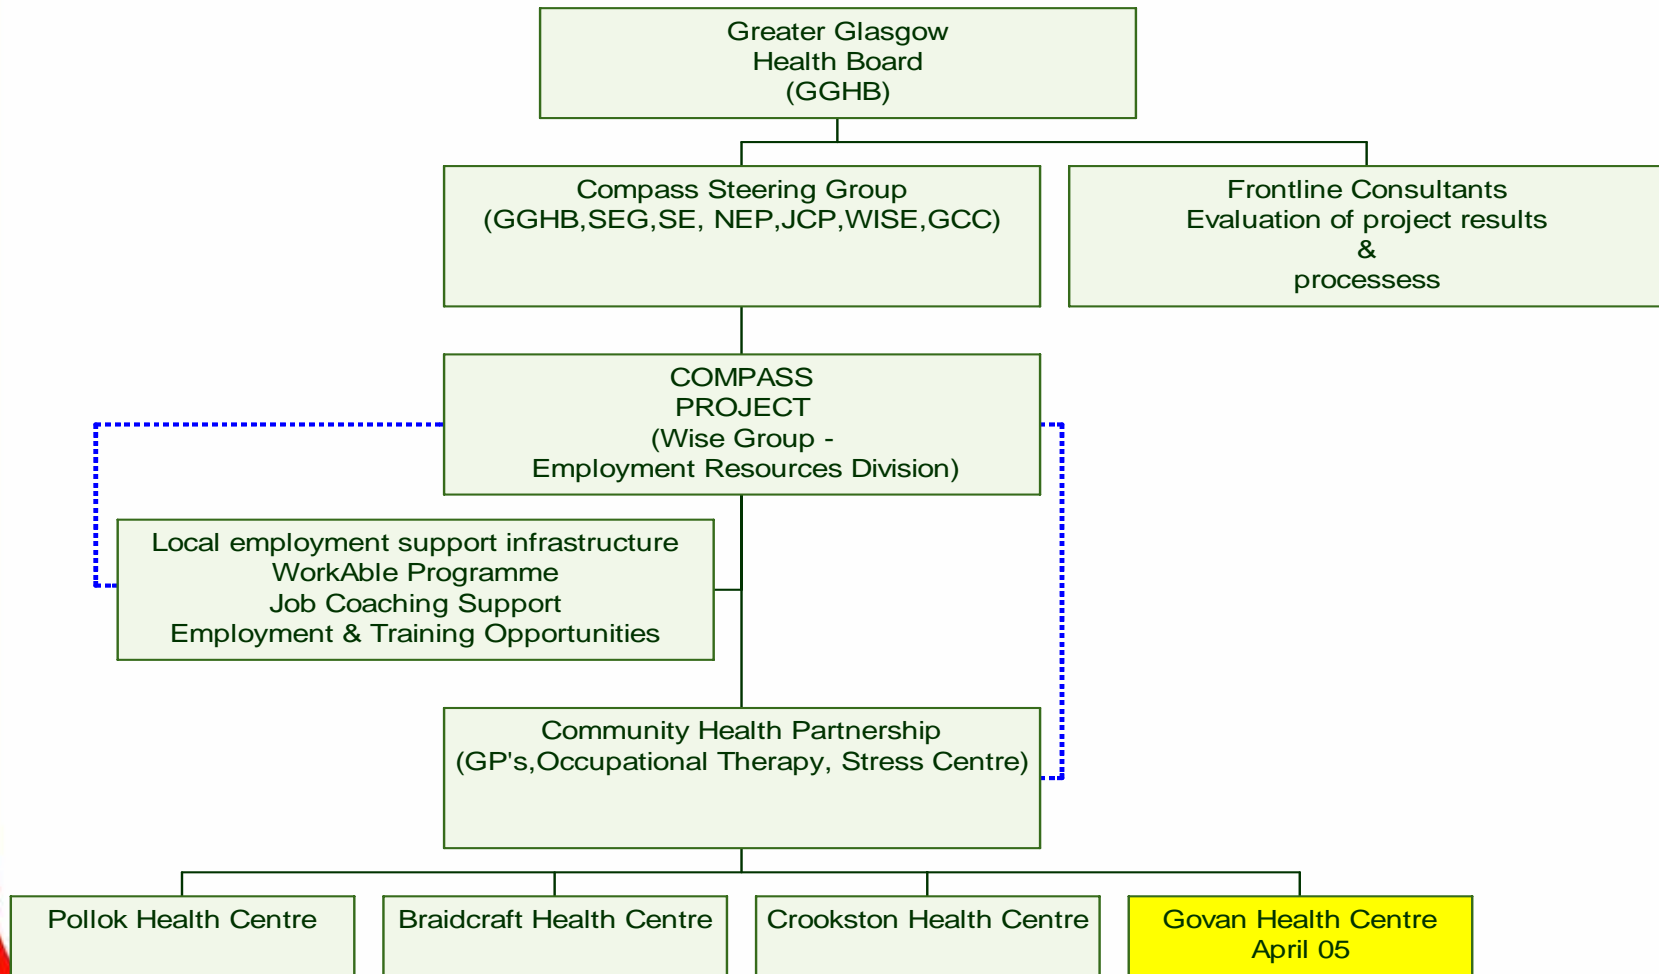 Greater Glasgow
Health Board
(GGHB)
Compass Steering Group
(GGHB,SEG,SE, NEP,JCP,WISE,GCC)
Frontline Consultants
Evaluation of project results
&
processess
COMPASS
PROJECT
(Wise Group -
Employment Resources Division)
Local employment support infrastructure
WorkAble Programme
Job Coaching Support
Employment & Training Opportunities
Community Health Partnership
(GP's,Occupational Therapy, Stress Centre)
Pollok Health Centre
Braidcraft Health Centre
Crookston Health Centre
Govan Health Centre
April 05